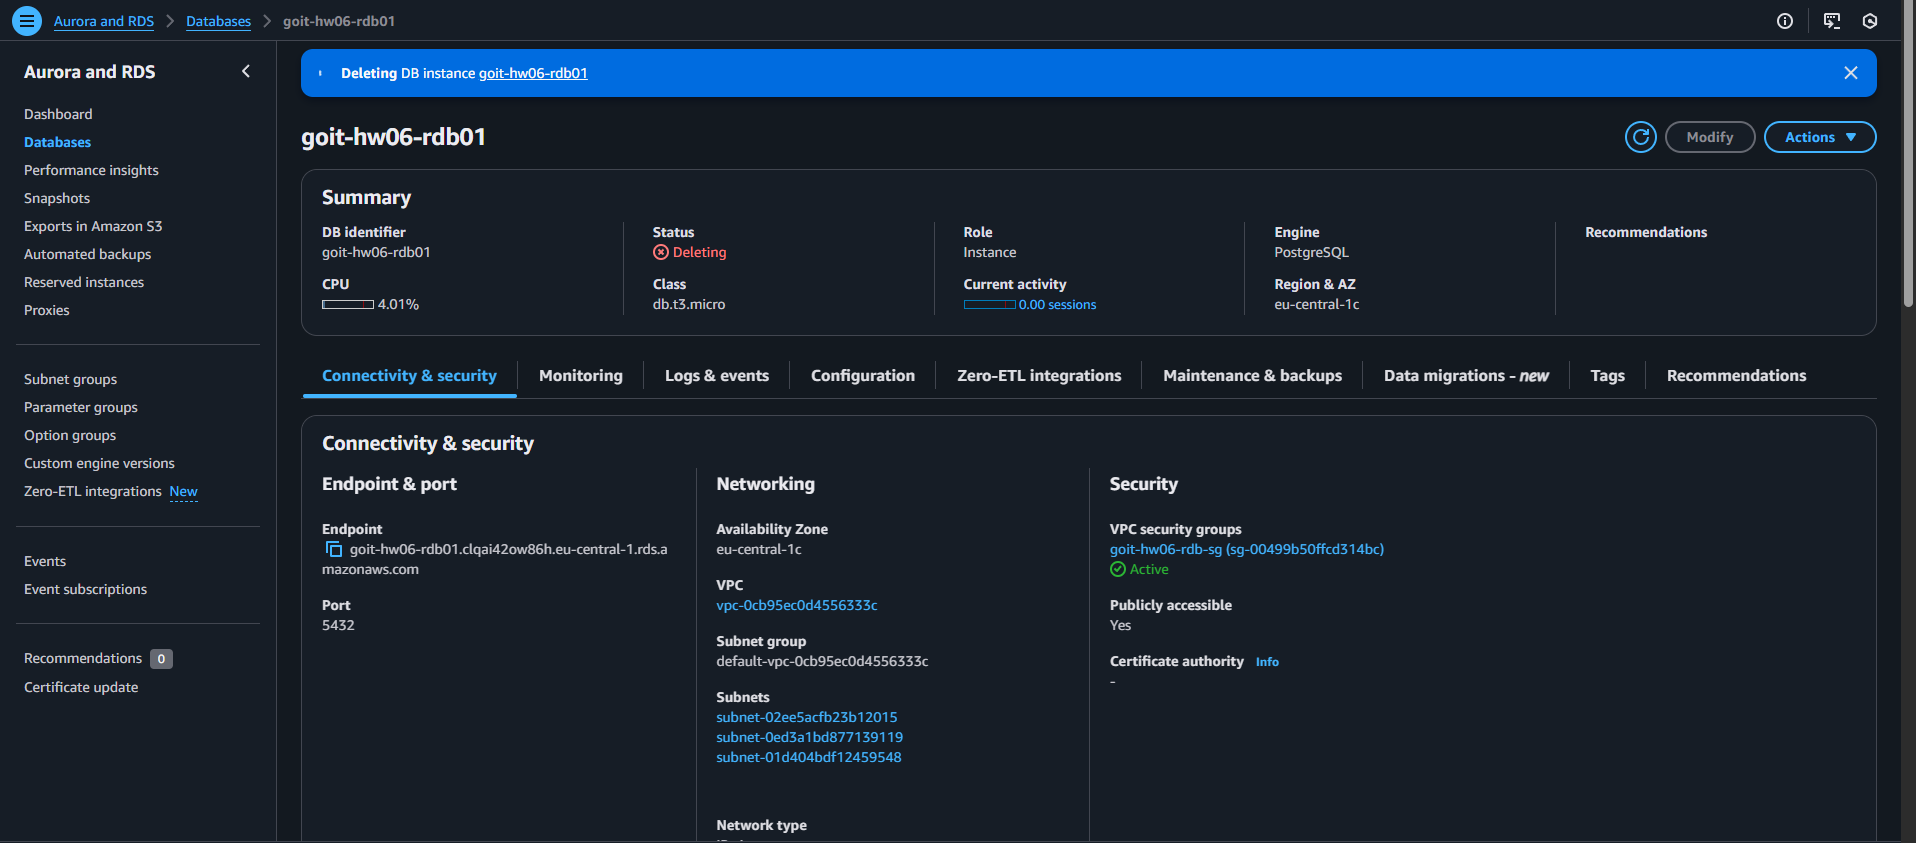 Aurora and RDS > Databases > goit-hw06-rdb01
Aurora and RDS
Dashboard
Databases
Performance insights
Snapshots
Exports in Amazon S3
Automated backups
Reserved instances
Proxies
Subnet groups
Parameter groups
Option groups
Custom engine versions
Zero-ETL integrations New
Events
Event subscriptions
Recommendations 0
Certificate update
Deleting DB instance goit-hw06-rdb01
goit-hw06-rdb01
Modify
Actions
Summary
DB identifier
goit-hw06-rdb01
CPU
4.01%
Status
Deleting
Class
db.t3.micro
Role
Instance
Current activity
0.00 sessions
Engine
PostgreSQL
Region & AZ
eu-central-1c
Recommendations
Connectivity & security
Monitoring
Logs & events
Configuration
Zero-ETL integrations
Maintenance & backups
Data migrations - new
Tags
Recommendations
Connectivity & security
Endpoint & port
Endpoint
goit-hw06-rdb01.clqai42ow86h.eu-central-1.rds.a
mazonaws.com
Port
5432
Networking
Availability Zone
eu-central-1c
VPC
vpc-0cb95ec0d4556333c
Subnet group
default-vpc-0cb95ec0d4556333c
Subnets
subnet-02ee5acfb23b12015
subnet-0ed3a1bd877139119
subnet-01d404bdf12459548
Network type
Security
VPC security groups
goit-hw06-rdb-sg (sg-00499b50ffcd314bc)
Active
Publicly accessible
Yes
Certificate authority Info
-